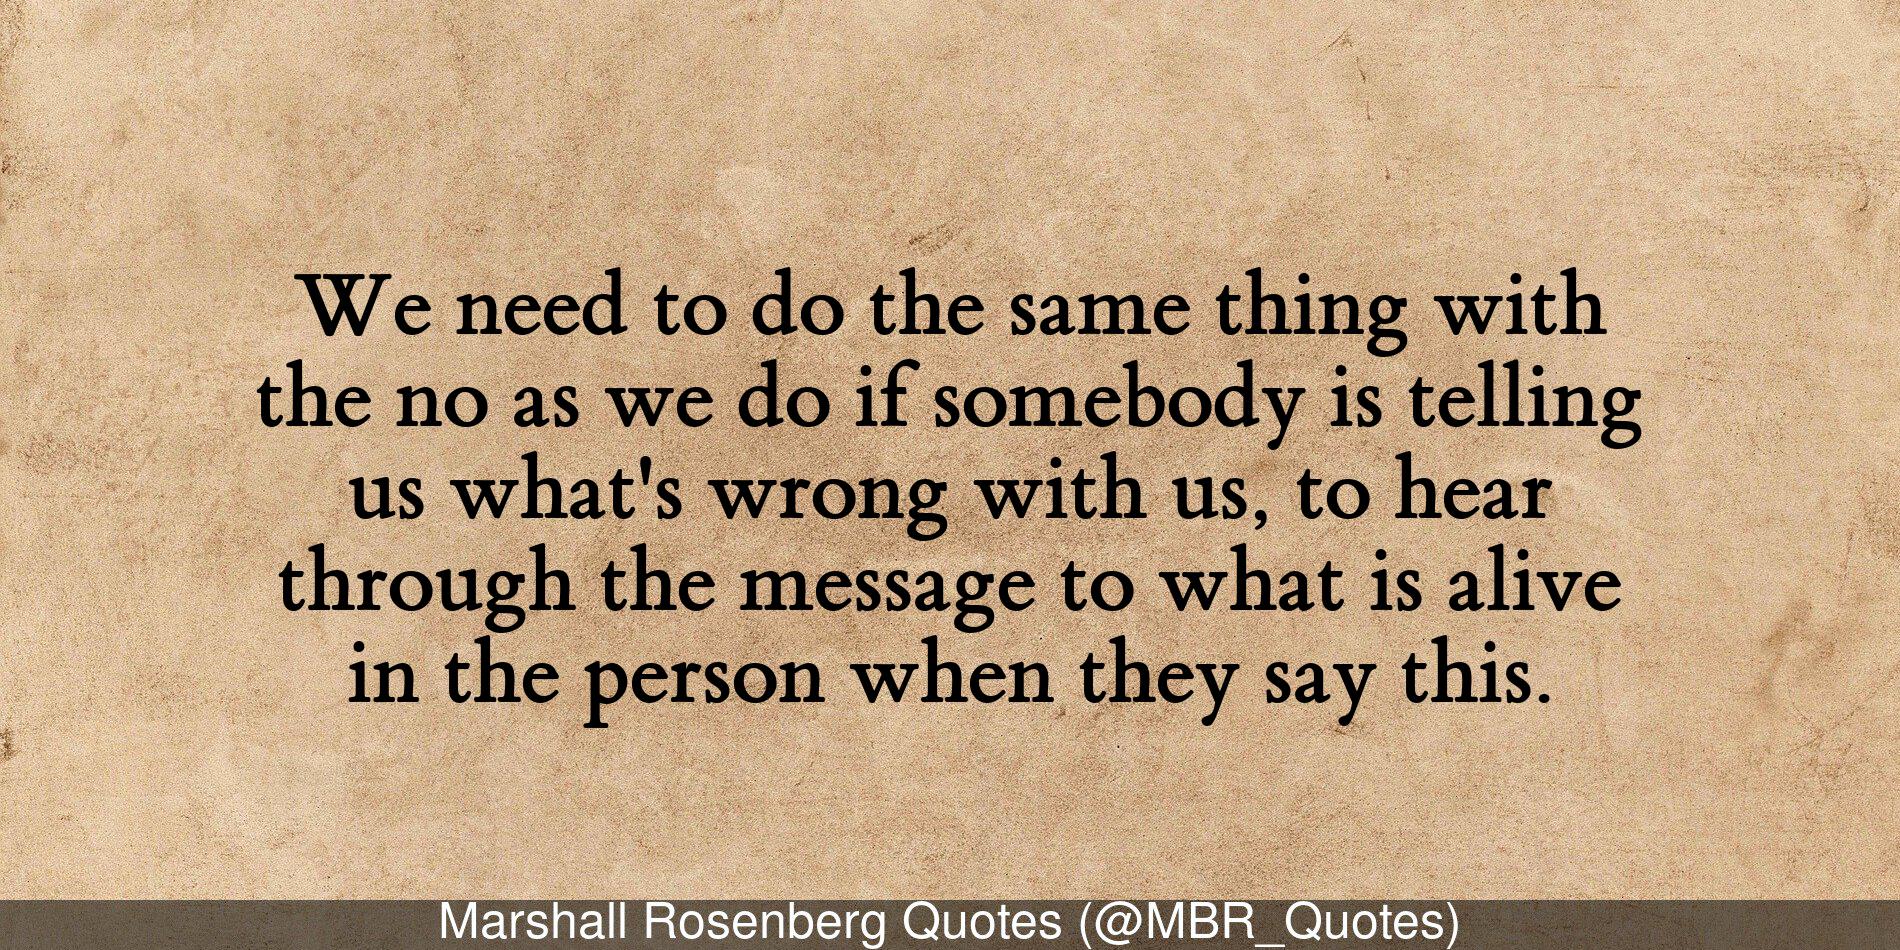 We need to do the same thing with
the no as we do if somebody is telling
us what's wrong with us, to hear
through the message to what is alive
in the person when they say this.
Marshall Rosenberg Quotes (@MBR_Quotes)